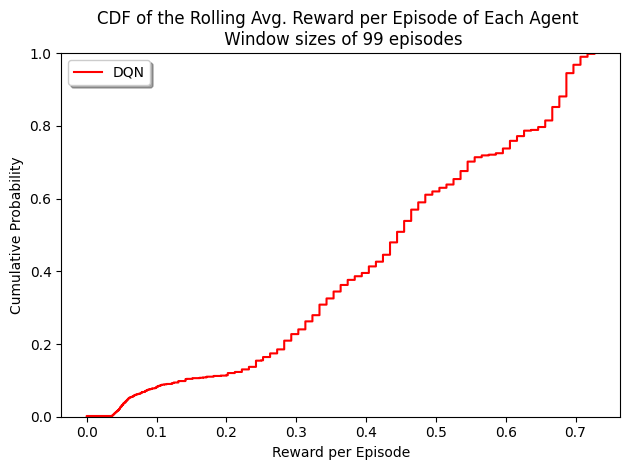 CDF of the Rolling Avg. Reward per Episode of Each Agent
Window sizes of 99 episodes
DQN
Cumulative Probability
1.0
0.8
0.6
0.4
0.2
0.0
0.0 0.1 0.2 0.3 0.4 0.5 0.6 0.7
Reward per Episode